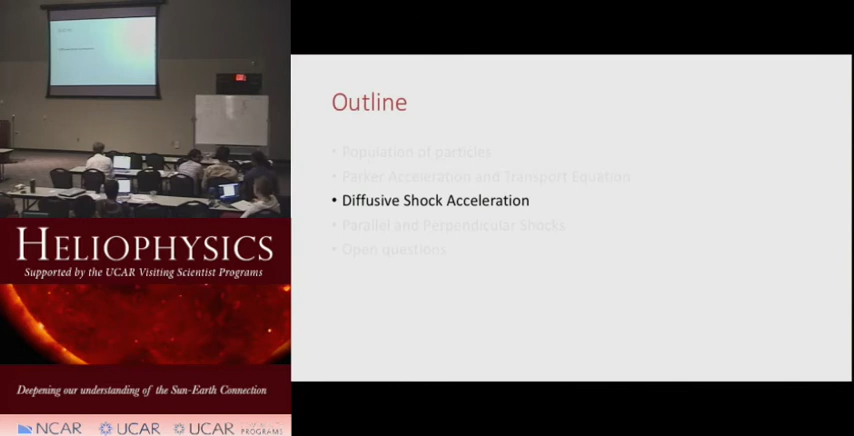 Outline
• Population of particles
• Parker Acceleration and Transport Equation
• Diffusive Shock Acceleration
• Parallel and Perpendicular Shocks
• Open questions
HELIOPHYSICS
Supported by the UCAR Visiting Scientist Programs
Deepening our understanding of the Sun-Earth Connection
NCAR UCAR UCAR PROGRAMS